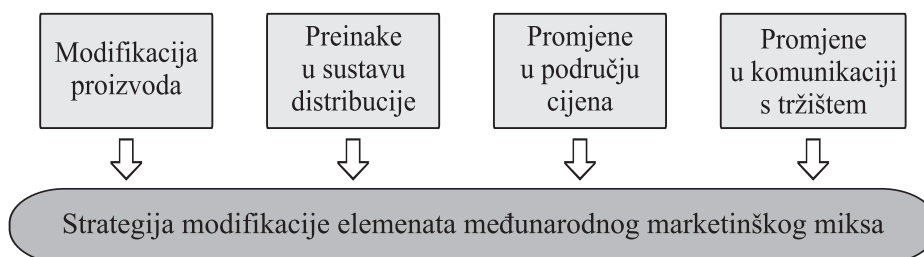 Modifikacija
proizvoda
Preinake
u sustavu
distribucije
Promjene
u području
cijena
Promjene
u komunikaciji
s tržištem
Strategija modifikacije elemenata međunarodnog marketinškog miksa